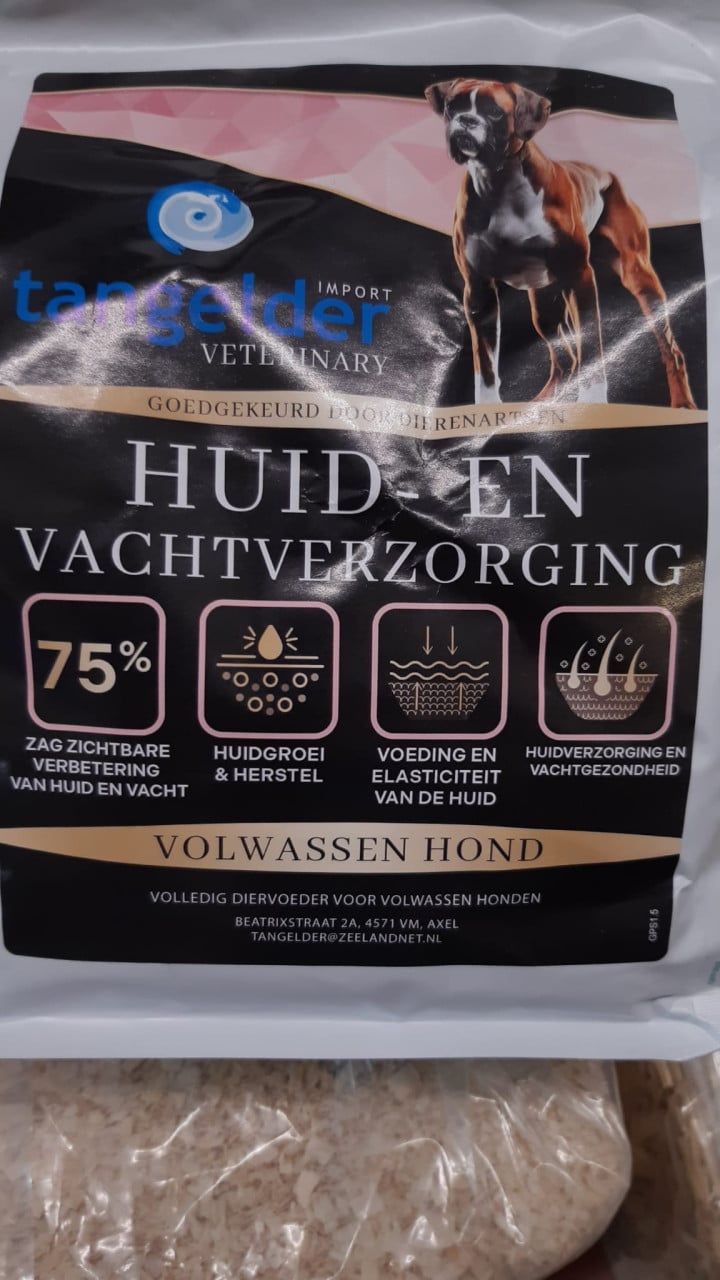 tangelder
IMPORT
VETERINARY
GOEDGEKEURD DOOR DIERENARTSEN
HUID- EN
VACHTVERZORGING
75%
ZAG ZICHTBARE
VERBETERING
VAN HUID EN VACHT
HUIDGROEI
& HERSTEL
VOEDING EN
ELASTICITEIT
VAN DE HUID
HUIDVERZORGING EN
VACHTGEZONDHEID
VOLWASSEN HOND
VOLLEDIG DIERVOEDER VOOR VOLWASSEN HONDEN
BEATRIXSTRAAT 2A, 4571 VM, AXEL
TANGELDER@ZEELANDNET.NL
GPS1.5